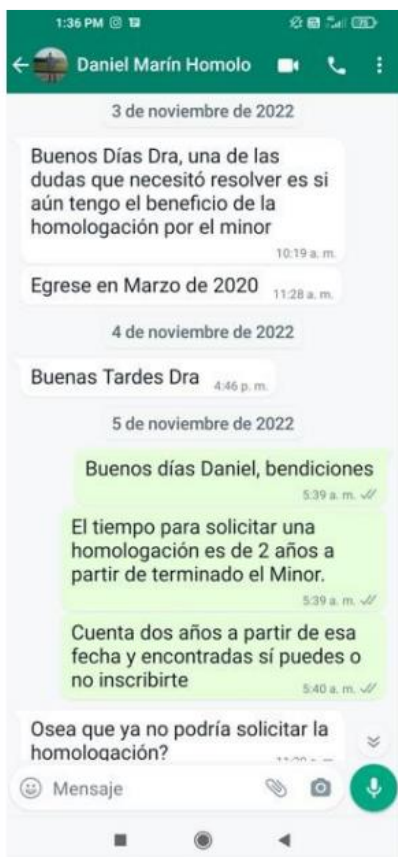 1:36 PM
Daniel Marín Homolo
3 de noviembre de 2022
Buenos Días Dra, una de las
dudas que necesitó resolver es si
aún tengo el beneficio de la
homologación por el minor
10:19 a. m.
Egrese en Marzo de 2020 11:28 a. m.
4 de noviembre de 2022
Buenas Tardes Dra 4:46 p. m.
5 de noviembre de 2022
Buenos días Daniel, bendiciones
5:39 a. m.
El tiempo para solicitar una
homologación es de 2 años a
partir de terminado el Minor.
5:39 a. m.
Cuenta dos años a partir de esa
fecha y encontradas sí puedes o
no inscribirte
5:40 a. m.
Osea que ya no podría solicitar la
homologación?
Mensaje